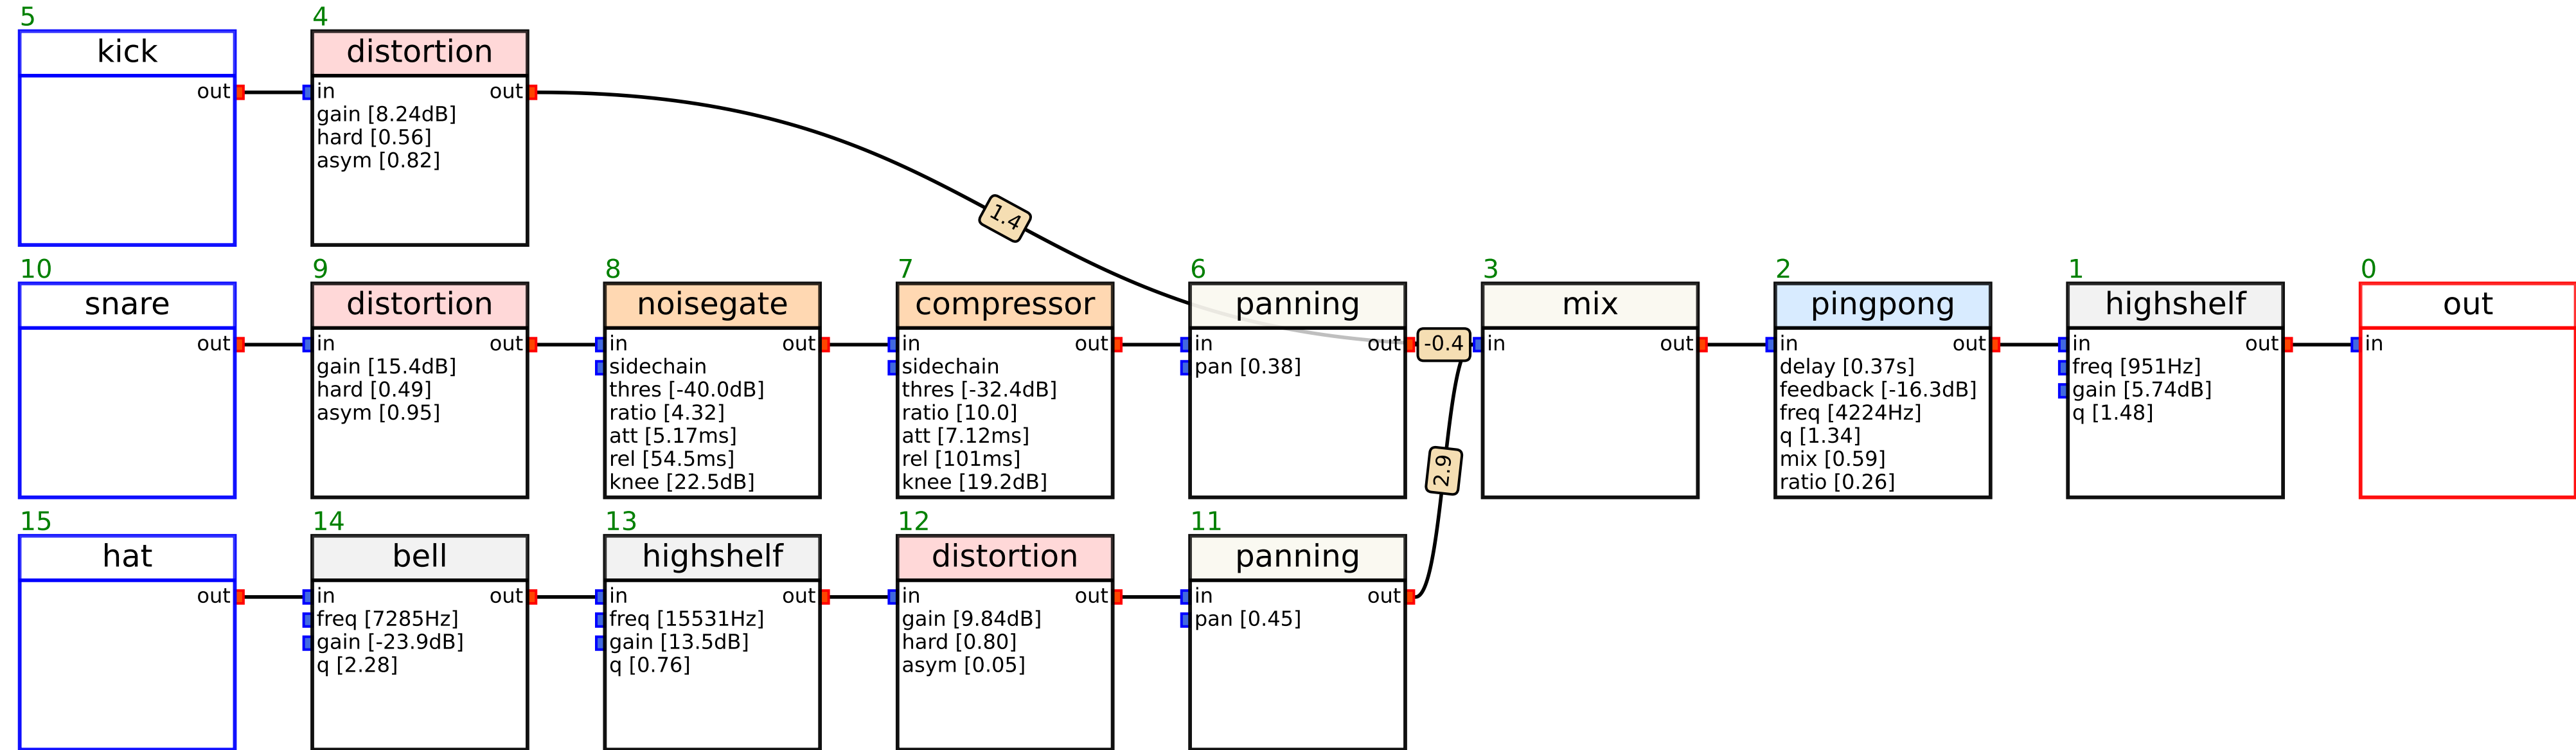 5
kick
out
4
distortion
in out
gain [8.24dB]
hard [0.56]
asym [0.82]
1.4
10
snare
out
9
distortion
in out
gain [15.4dB]
hard [0.49]
asym [0.95]
8
noisegate
in out
sidechain
thres [-40.0dB]
ratio [4.32]
att [5.17ms]
rel [54.5ms]
knee [22.5dB]
7
compressor
in out
sidechain
thres [-32.4dB]
ratio [10.0]
att [7.12ms]
rel [101ms]
knee [19.2dB]
6
panning
in out
pan [0.38]
-0.4
3
mix
in out
2
pingpong
in out
delay [0.37s]
feedback [-16.3dB]
freq [4224Hz]
q [1.34]
mix [0.59]
ratio [0.26]
1
highshelf
in out
freq [951Hz]
gain [5.74dB]
q [1.48]
0
out
in
2.9
15
hat
out
14
bell
in out
freq [7285Hz]
gain [-23.9dB]
q [2.28]
13
highshelf
in out
freq [15531Hz]
gain [13.5dB]
q [0.76]
12
distortion
in out
gain [9.84dB]
hard [0.80]
asym [0.05]
11
panning
in out
pan [0.45]